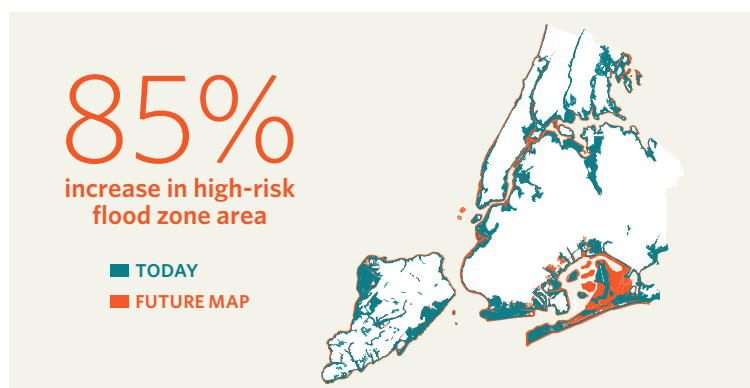 85%
increase in high-risk
flood zone area
TODAY
FUTURE MAP